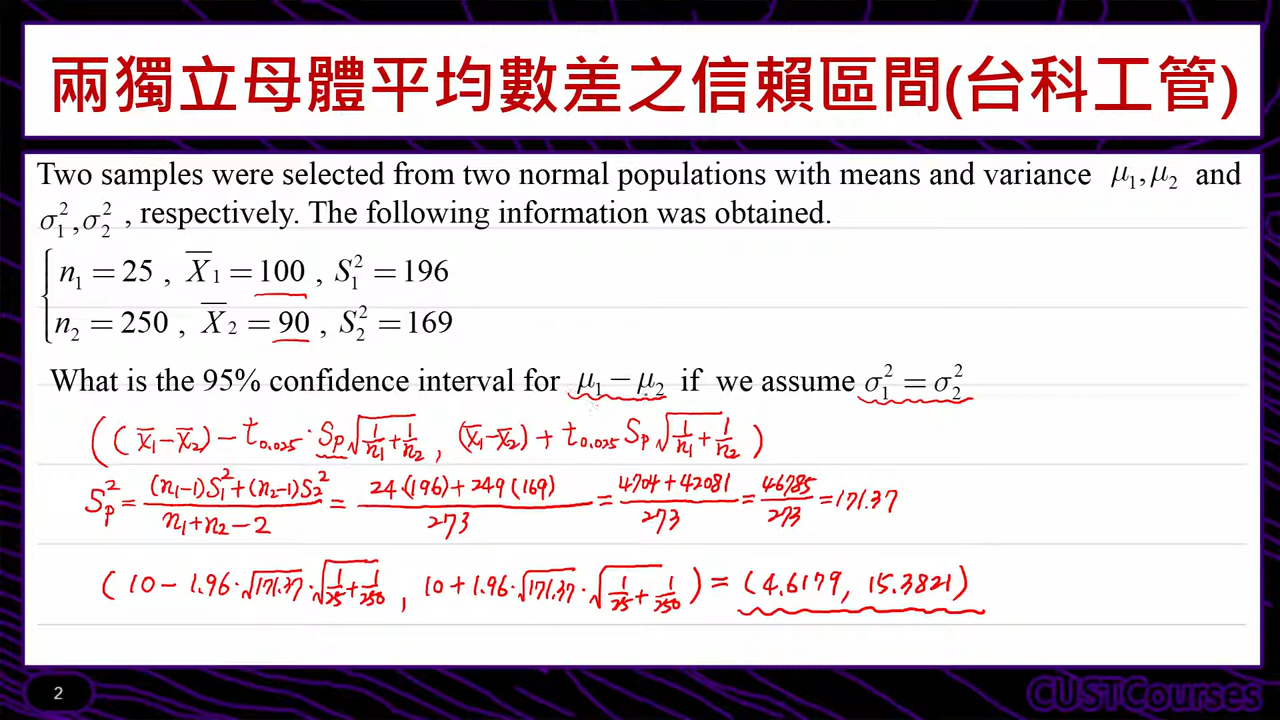 兩獨立母體平均數差之信賴區間(台科工管)
Two samples were selected from two normal populations with means and variance μ₁,μ₂ and
σ₁²,σ₂² , respectively. The following information was obtained.
n₁ = 25 , X̅₁ = 100 , S₁² = 196
n₂ = 250 , X̅₂ = 90 , S₂² = 169
What is the 95% confidence interval for μ₁ − μ₂ if we assume σ₁² = σ₂²
((x̅₁−x̅₂) − t₀.₀₂₅ · Sp√(1/n₁+1/n₂) , (x̅₁−x̅₂) + t₀.₀₂₅ Sp√(1/n₁+1/n₂))
Sp² = ((n₁−1)S₁²+(n₂−1)S₂²)/(n₁+n₂−2) = (24·(196)+249(169))/273 = (4704+42081)/273 = 46785/273 = 171.37
(10 − 1.96·√171.37·√(1/25+1/250) , 10 + 1.96·√171.37·√(1/25+1/250)) = (4.6179, 15.3821)
2
CUSTCourses